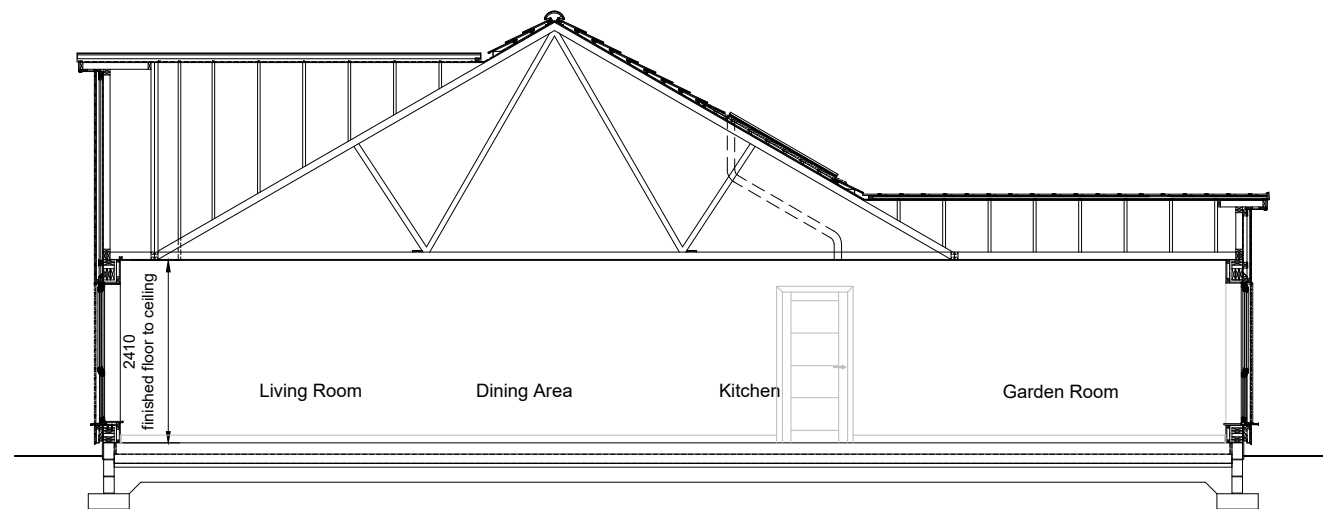 2410
finished floor to ceiling
Living Room
Dining Area
Kitchen
Garden Room